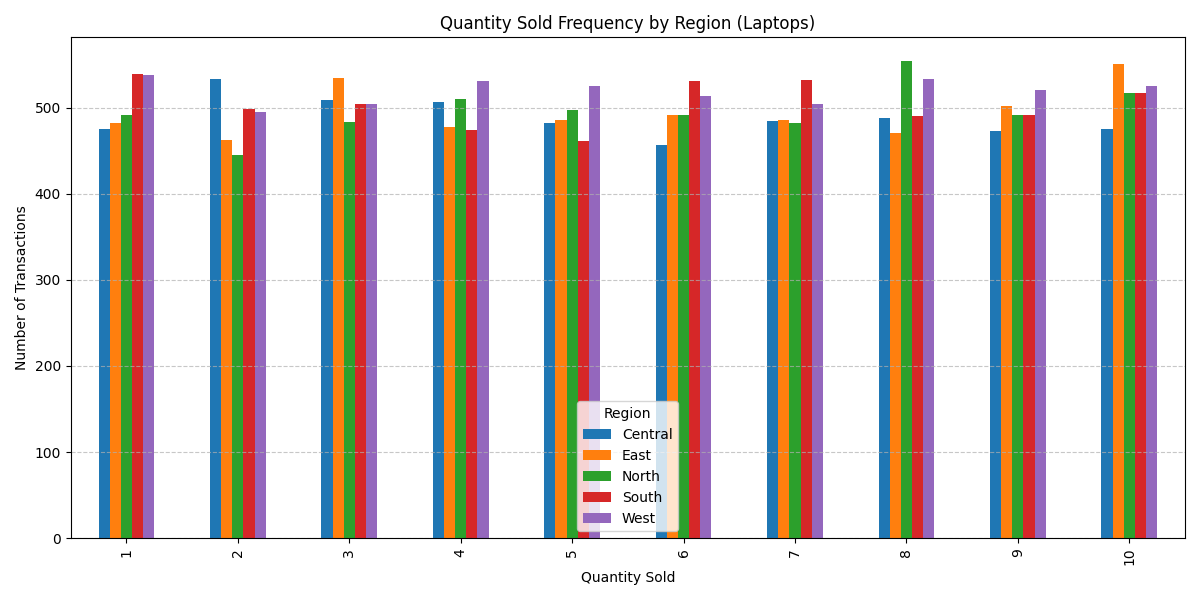 Quantity Sold Frequency by Region (Laptops)
Number of Transactions
500
400
300
200
100
0
Region
Central
East
North
South
West
1 2 3 4 5 6 7 8 9 10
Quantity Sold